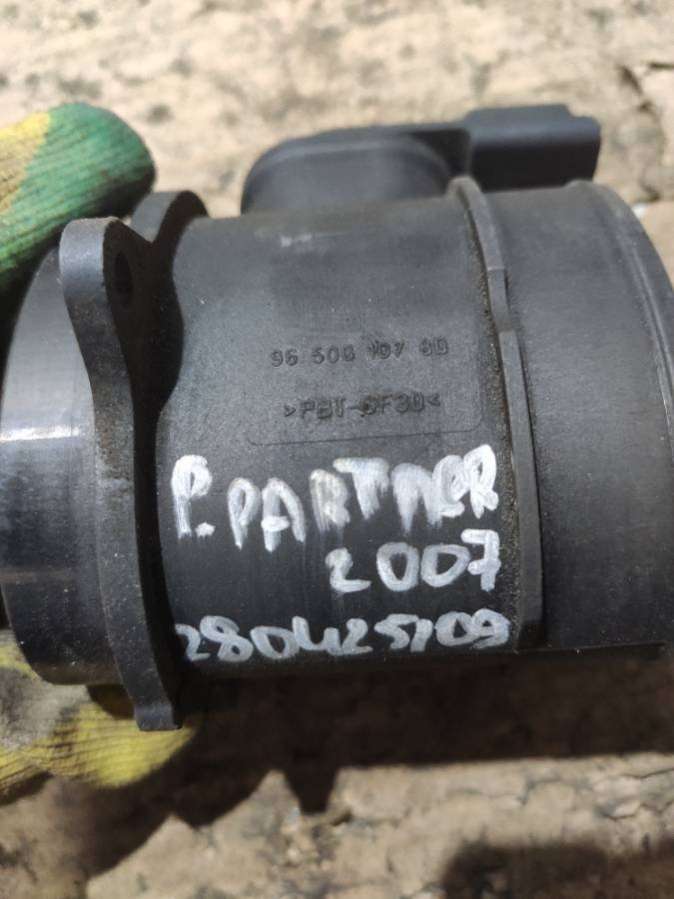 96 508 107 80
>PBT-GF30<
P. PARTNER
2007
280425109